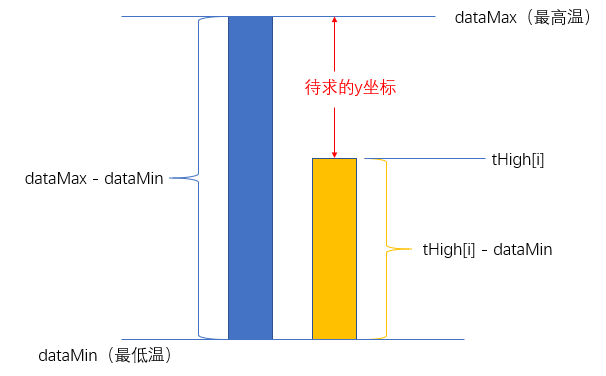 dataMax（最高温）
待求的y坐标
tHigh[i]
dataMax - dataMin
tHigh[i] - dataMin
dataMin（最低温）